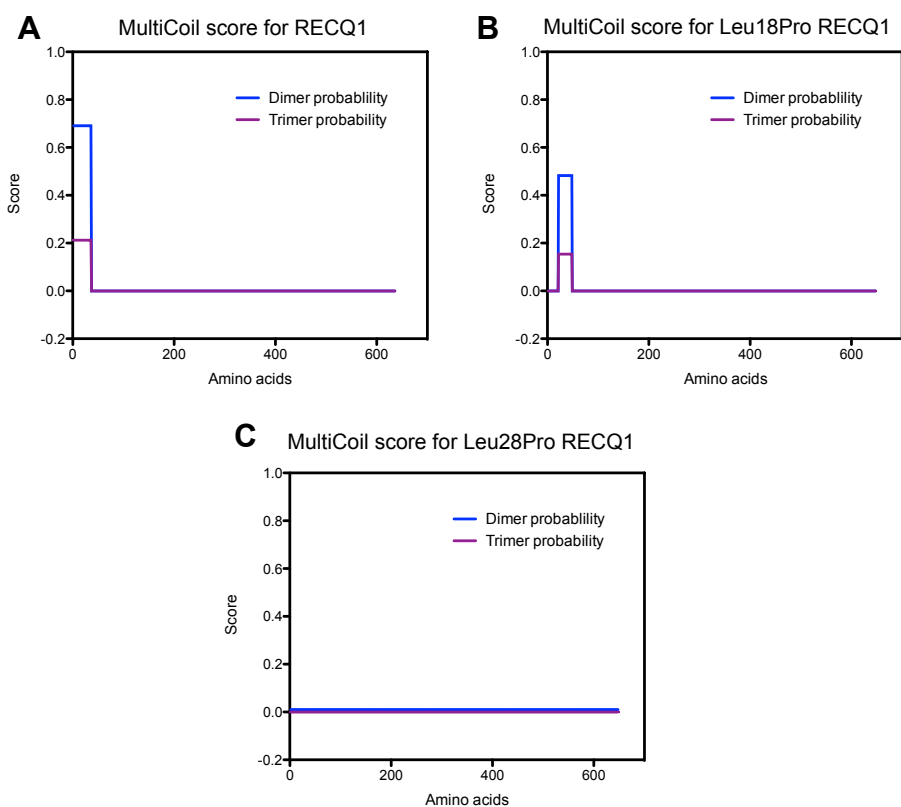 A
MultiCoil score for RECQ1
1.0
0.8
0.6
0.4
0.2
0.0
-0.2
Score
Dimer probablility
Trimer probability
0
200
400
600
Amino acids
B
MultiCoil score for Leu18Pro RECQ1
1.0
0.8
0.6
0.4
0.2
0.0
-0.2
Score
Dimer probablility
Trimer probability
0
200
400
600
Amino acids
C
MultiCoil score for Leu28Pro RECQ1
1.0
0.8
0.6
0.4
0.2
0.0
-0.2
Score
Dimer probablility
Trimer probability
0
200
400
600
Amino acids